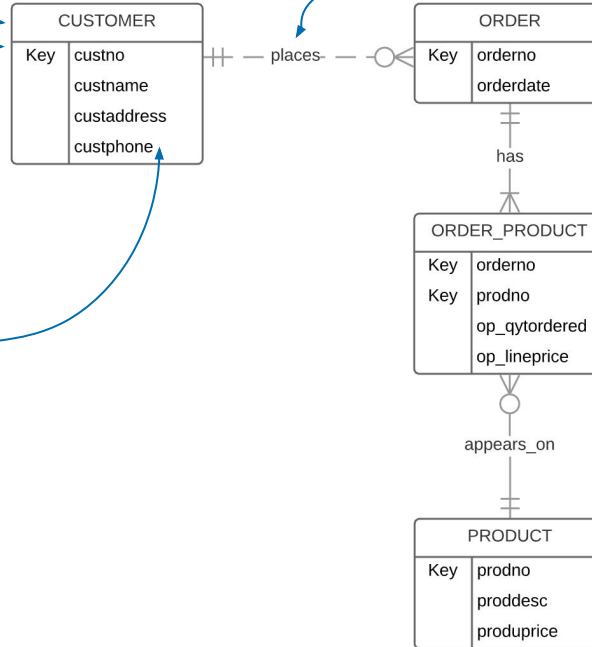 CUSTOMER
Key custno
custname
custaddress
custphone
places
ORDER
Key orderno
orderdate
has
ORDER_PRODUCT
Key orderno
Key prodno
op_qytordered
op_lineprice
appears_on
PRODUCT
Key prodno
proddesc
produprice